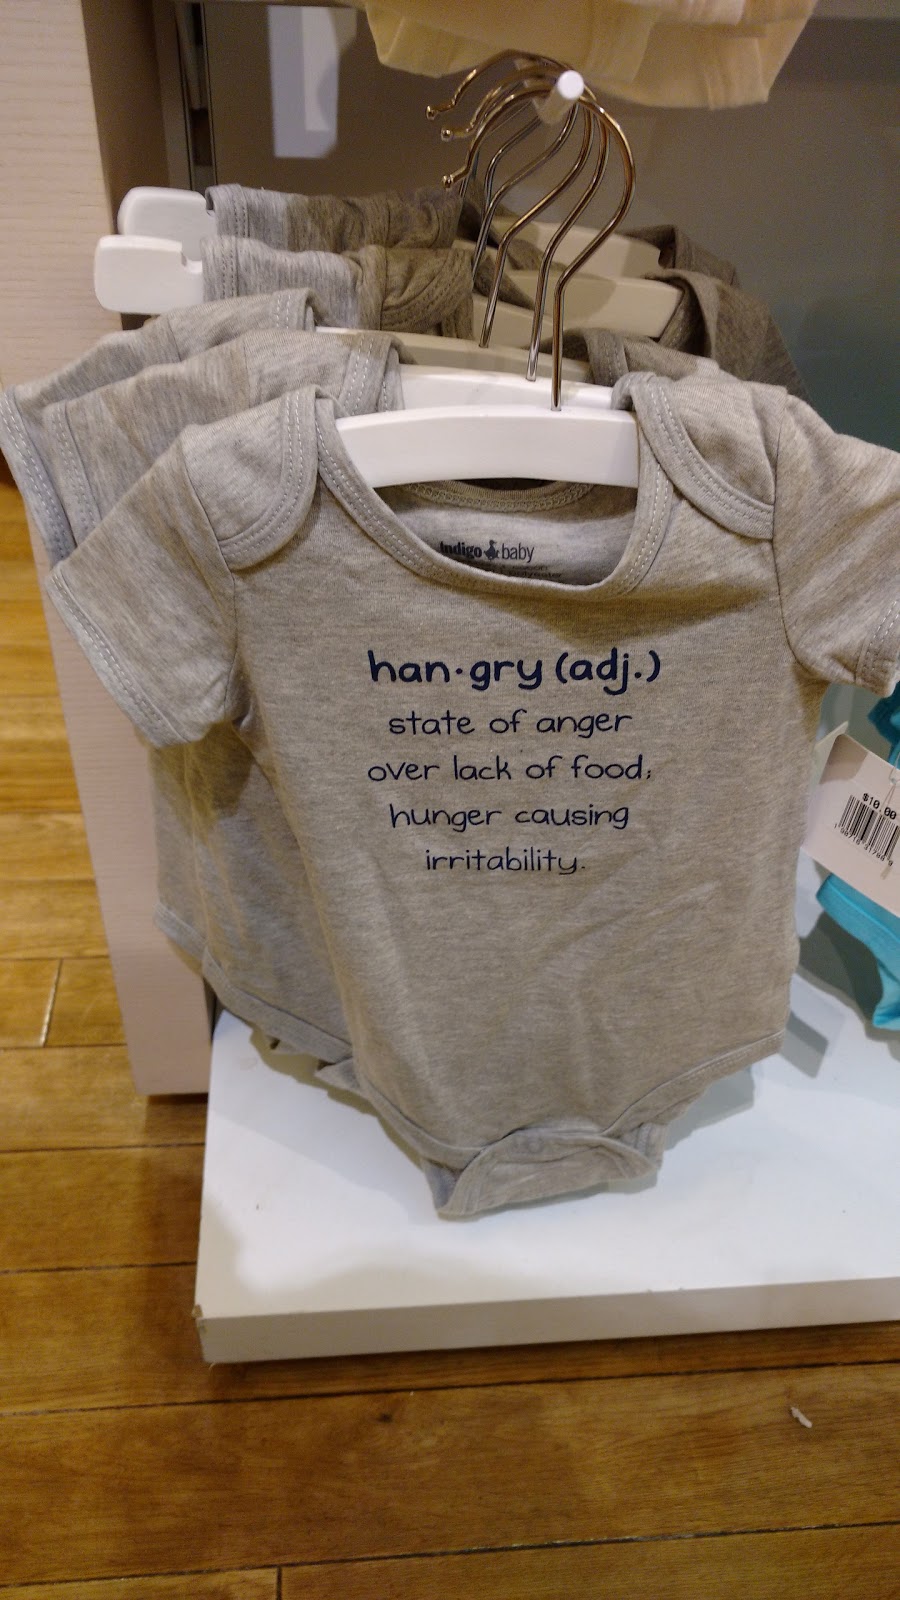 Indigo baby
han·gry (adj.)
state of anger
over lack of food;
hunger causing
irritability.
$10.00